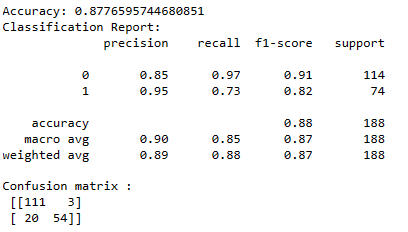 Accuracy: 0.8776595744680851
Classification Report:
              precision    recall  f1-score   support

           0       0.85      0.97      0.91       114
           1       0.95      0.73      0.82        74

    accuracy                           0.88       188
   macro avg       0.90      0.85      0.87       188
weighted avg       0.89      0.88      0.87       188

Confusion matrix :
 [[111   3]
 [ 20  54]]